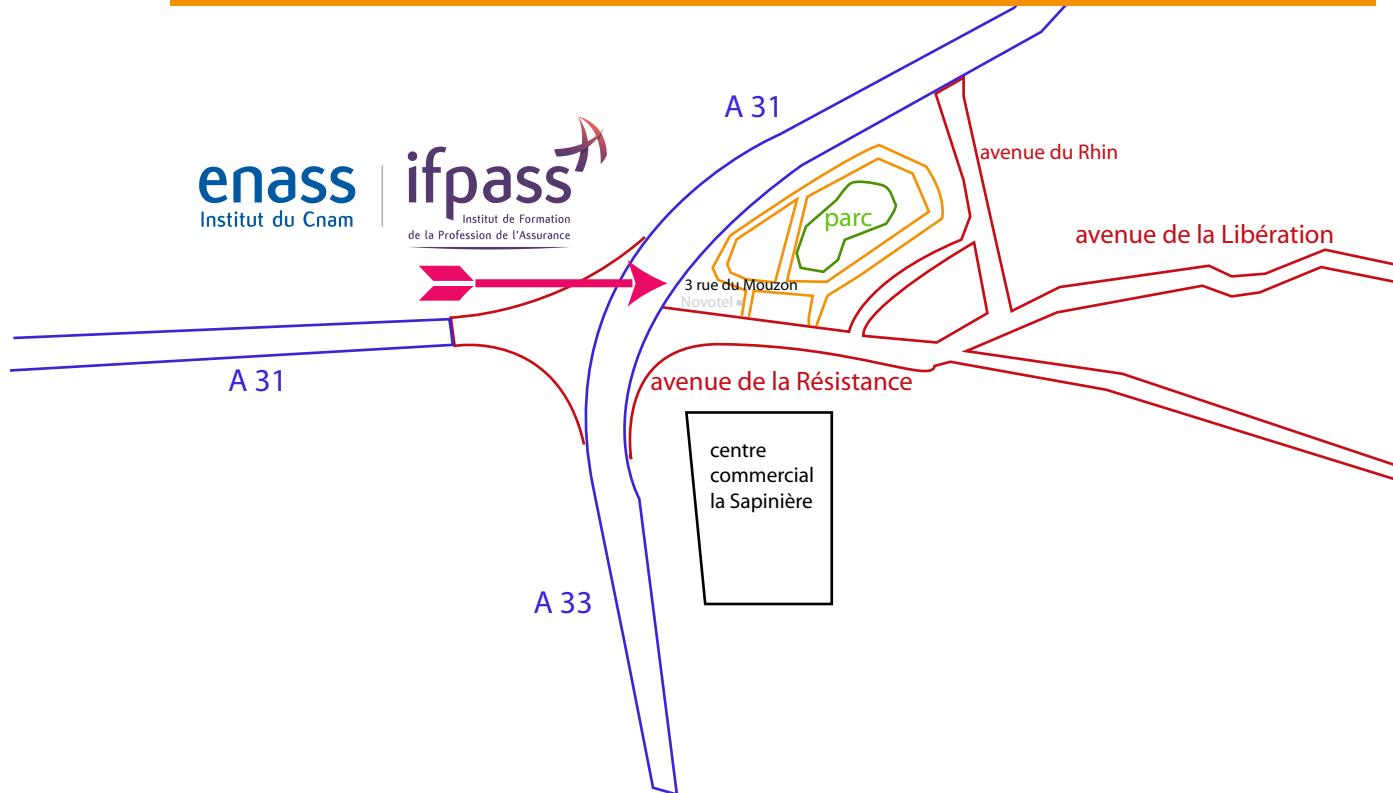 A 31
enass
Institut du Cnam
ifpass
Institut de Formation
de la Profession de l'Assurance
avenue du Rhin
parc
avenue de la Libération
3 rue du Mouzon
Novotel
A 31
avenue de la Résistance
centre
commercial
la Sapinière
A 33